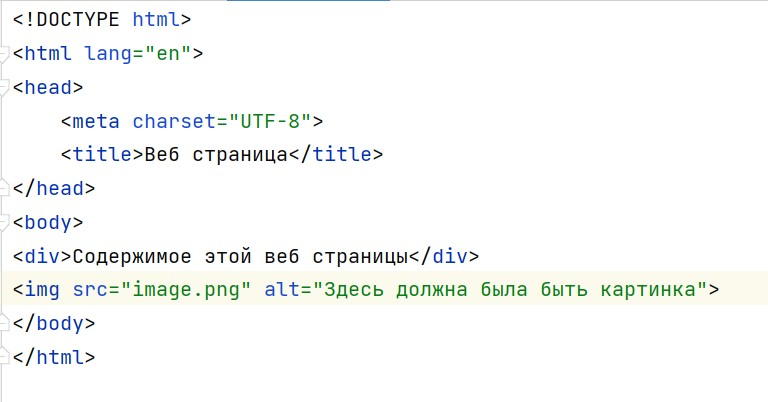 <!DOCTYPE html>
<html lang="en">
<head>
    <meta charset="UTF-8">
    <title>Веб страница</title>
</head>
<body>
<div>Содержимое этой веб страницы</div>
<img src="image.png" alt="Здесь должна была быть картинка">
</body>
</html>